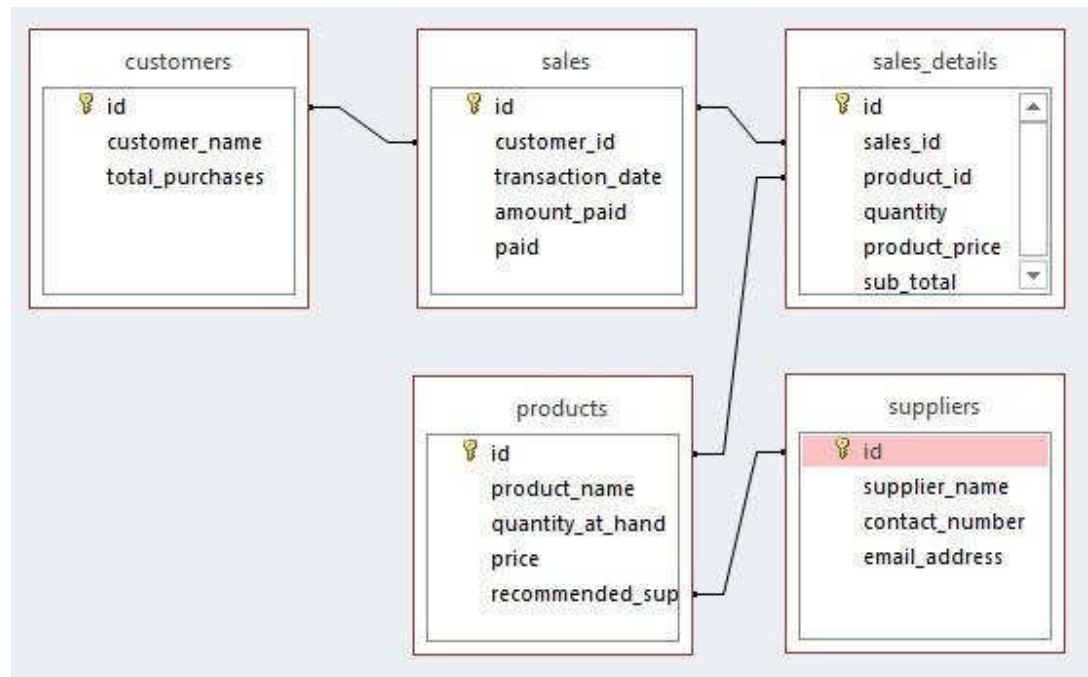 customers
id
customer_name
total_purchases
sales
id
customer_id
transaction_date
amount_paid
paid
sales_details
id
sales_id
product_id
quantity
product_price
sub_total
products
id
product_name
quantity_at_hand
price
recommended_sup
suppliers
id
supplier_name
contact_number
email_address